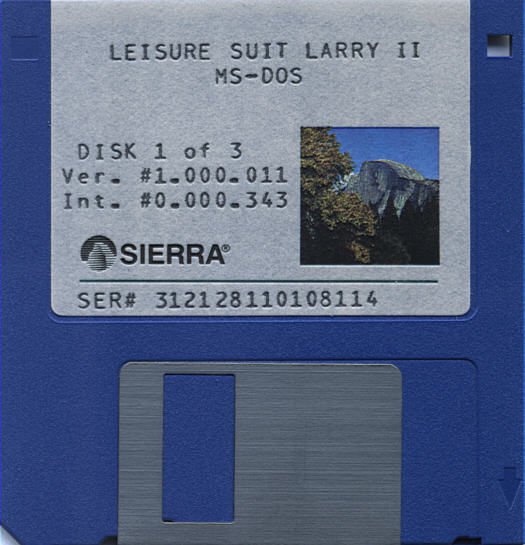 LEISURE SUIT LARRY II
MS-DOS
DISK 1 of 3
Ver. #1.000.011
Int. #0.000.343
SIERRA®
SER# 312128110108114